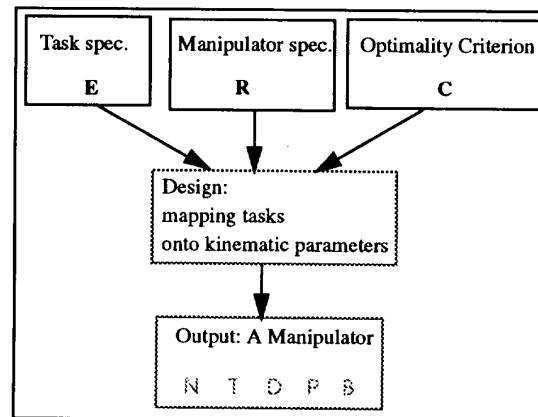 Task spec.
E
Manipulator spec.
R
Optimality Criterion
C
Design:
mapping tasks
onto kinematic parameters
Output: A Manipulator
N T D P B